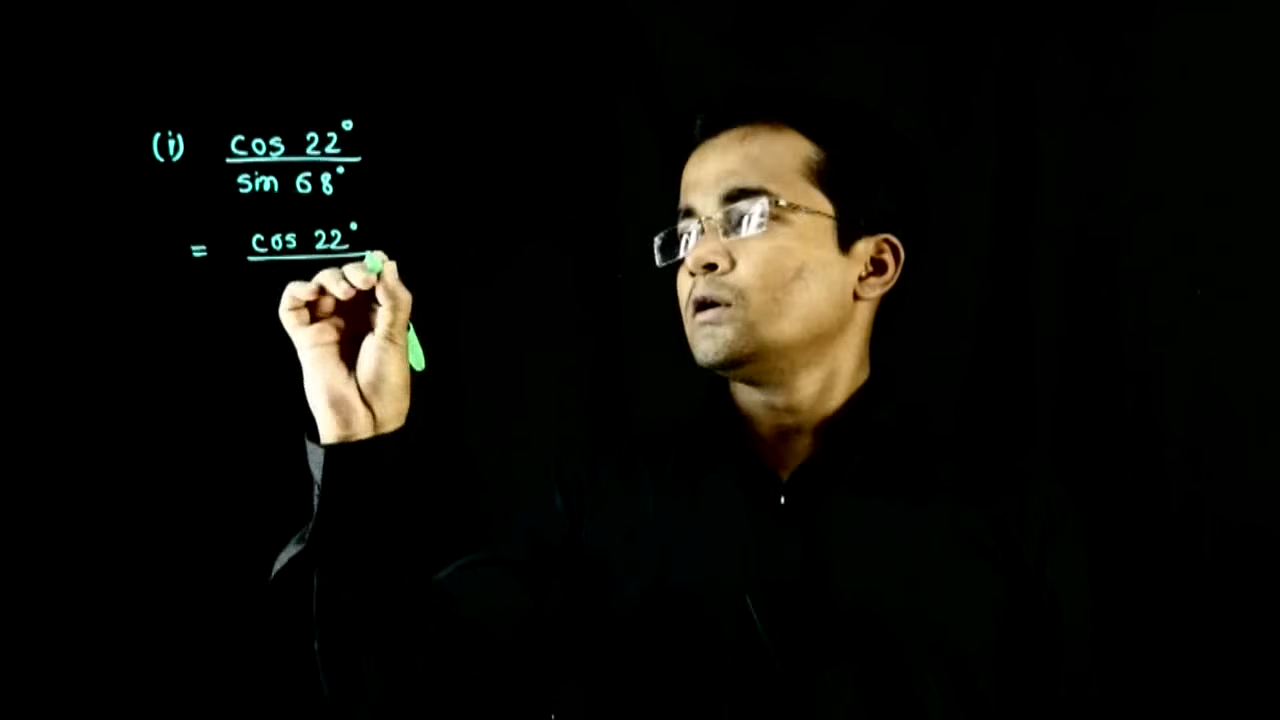 (i) cos 22°
sin 68°
= cos 22°